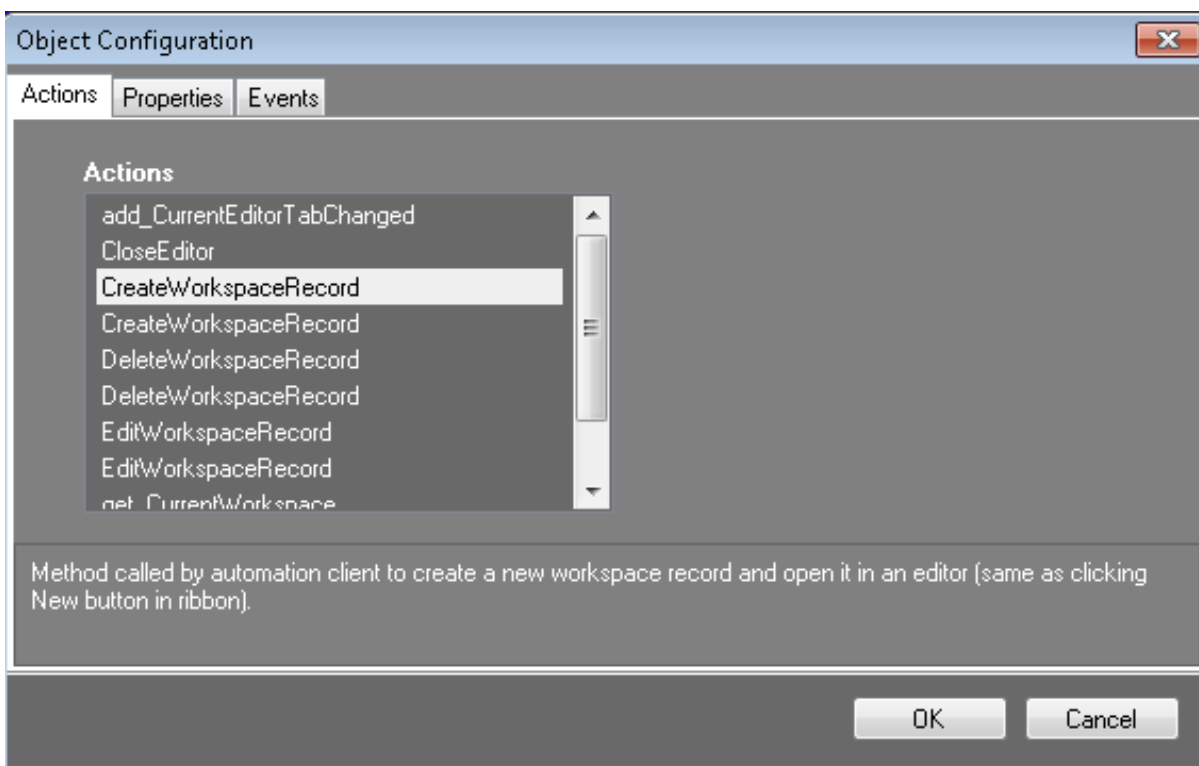 Object Configuration
Actions Properties Events
Actions
add_CurrentEditorTabChanged
CloseEditor
CreateWorkspaceRecord
CreateWorkspaceRecord
DeleteWorkspaceRecord
DeleteWorkspaceRecord
EditWorkspaceRecord
EditWorkspaceRecord
get_CurrentWorkspace
Method called by automation client to create a new workspace record and open it in an editor (same as clicking
New button in ribbon).
OK Cancel